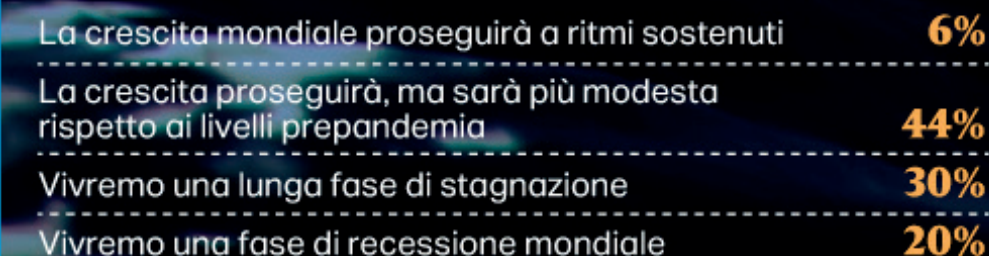 La crescita mondiale proseguirà a ritmi sostenuti 6%
La crescita proseguirà, ma sarà più modesta
rispetto ai livelli prepandemia 44%
Vivremo una lunga fase di stagnazione 30%
Vivremo una fase di recessione mondiale 20%